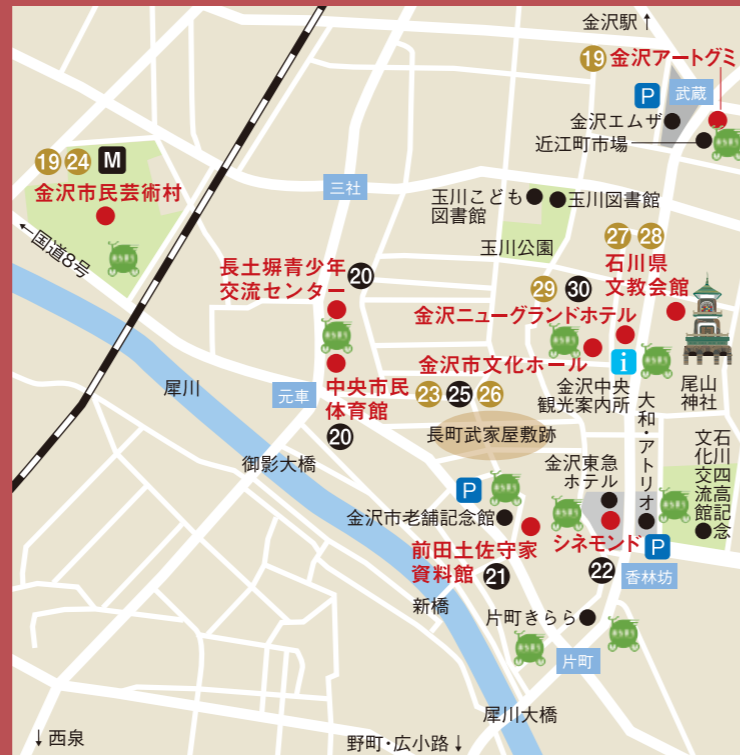 金沢駅↑
19 金沢アートグミ
P 武蔵
金沢エムザ
近江町市場
19 24 M
金沢市民芸術村
←国道8号
三社
玉川こども
図書館
玉川図書館
玉川公園
27 28
石川県
文教会館
長土塀青少年
交流センター 20
29 30
金沢ニューグランドホテル
尾山
神社
i
金沢中央
観光案内所
金沢市文化ホール
23 25 26
犀川
元車
中央市民
体育館
20
御影大橋
長町武家屋敷跡
大和・アトリオ
石川四高記念
文化交流館
金沢東急
ホテル
P
金沢市老舗記念館
シネモンド P
22
香林坊
前田土佐守家
資料館 21
新橋
片町きらら
片町
犀川大橋
↓西泉
野町・広小路↓